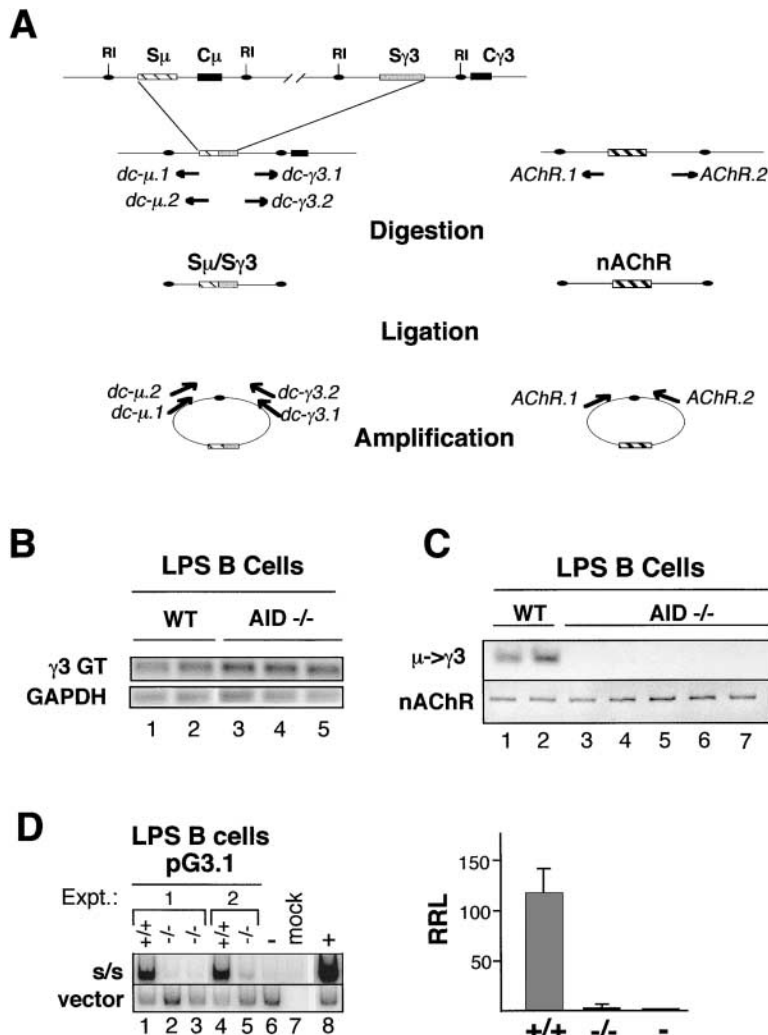 A
RI Sμ Cμ RI RI Sγ3 RI Cγ3
dc-μ.1 dc-γ3.1 AChR.1 AChR.2
dc-μ.2 dc-γ3.2
Digestion
Sμ/Sγ3 nAChR
Ligation
dc-μ.2 dc-γ3.2 AChR.1 AChR.2
dc-μ.1 dc-γ3.1
Amplification
B
LPS B Cells
WT AID -/-
γ3 GT
GAPDH
1 2 3 4 5
C
LPS B Cells
WT AID -/-
μ->γ3
nAChR
1 2 3 4 5 6 7
D
LPS B cells
pG3.1
Expt.: 1 2
+/+ -/- -/- +/+ -/- - mock +
s/s
vector
1 2 3 4 5 6 7 8
RRL
150
100
50
+/+ -/- -